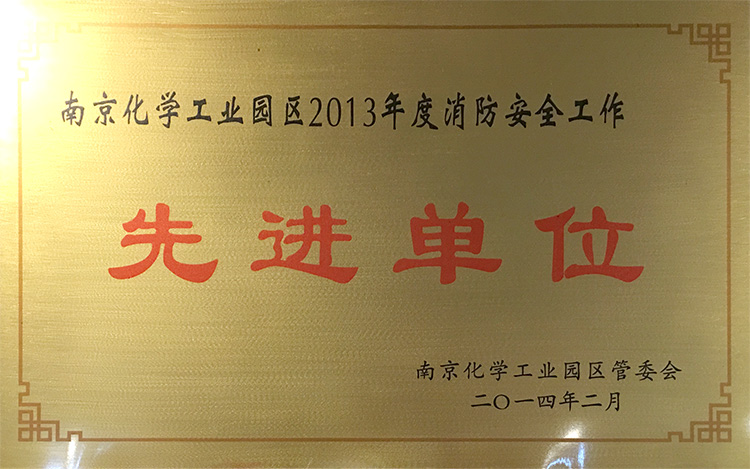 南京化学工业园区2013年度消防安全工作
先进单位
南京化学工业园区管委会
二〇一四年二月